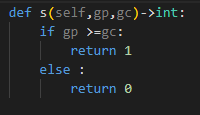 def s(self,gp,gc)->int:
    if gp >=gc:
        return 1
    else :
        return 0